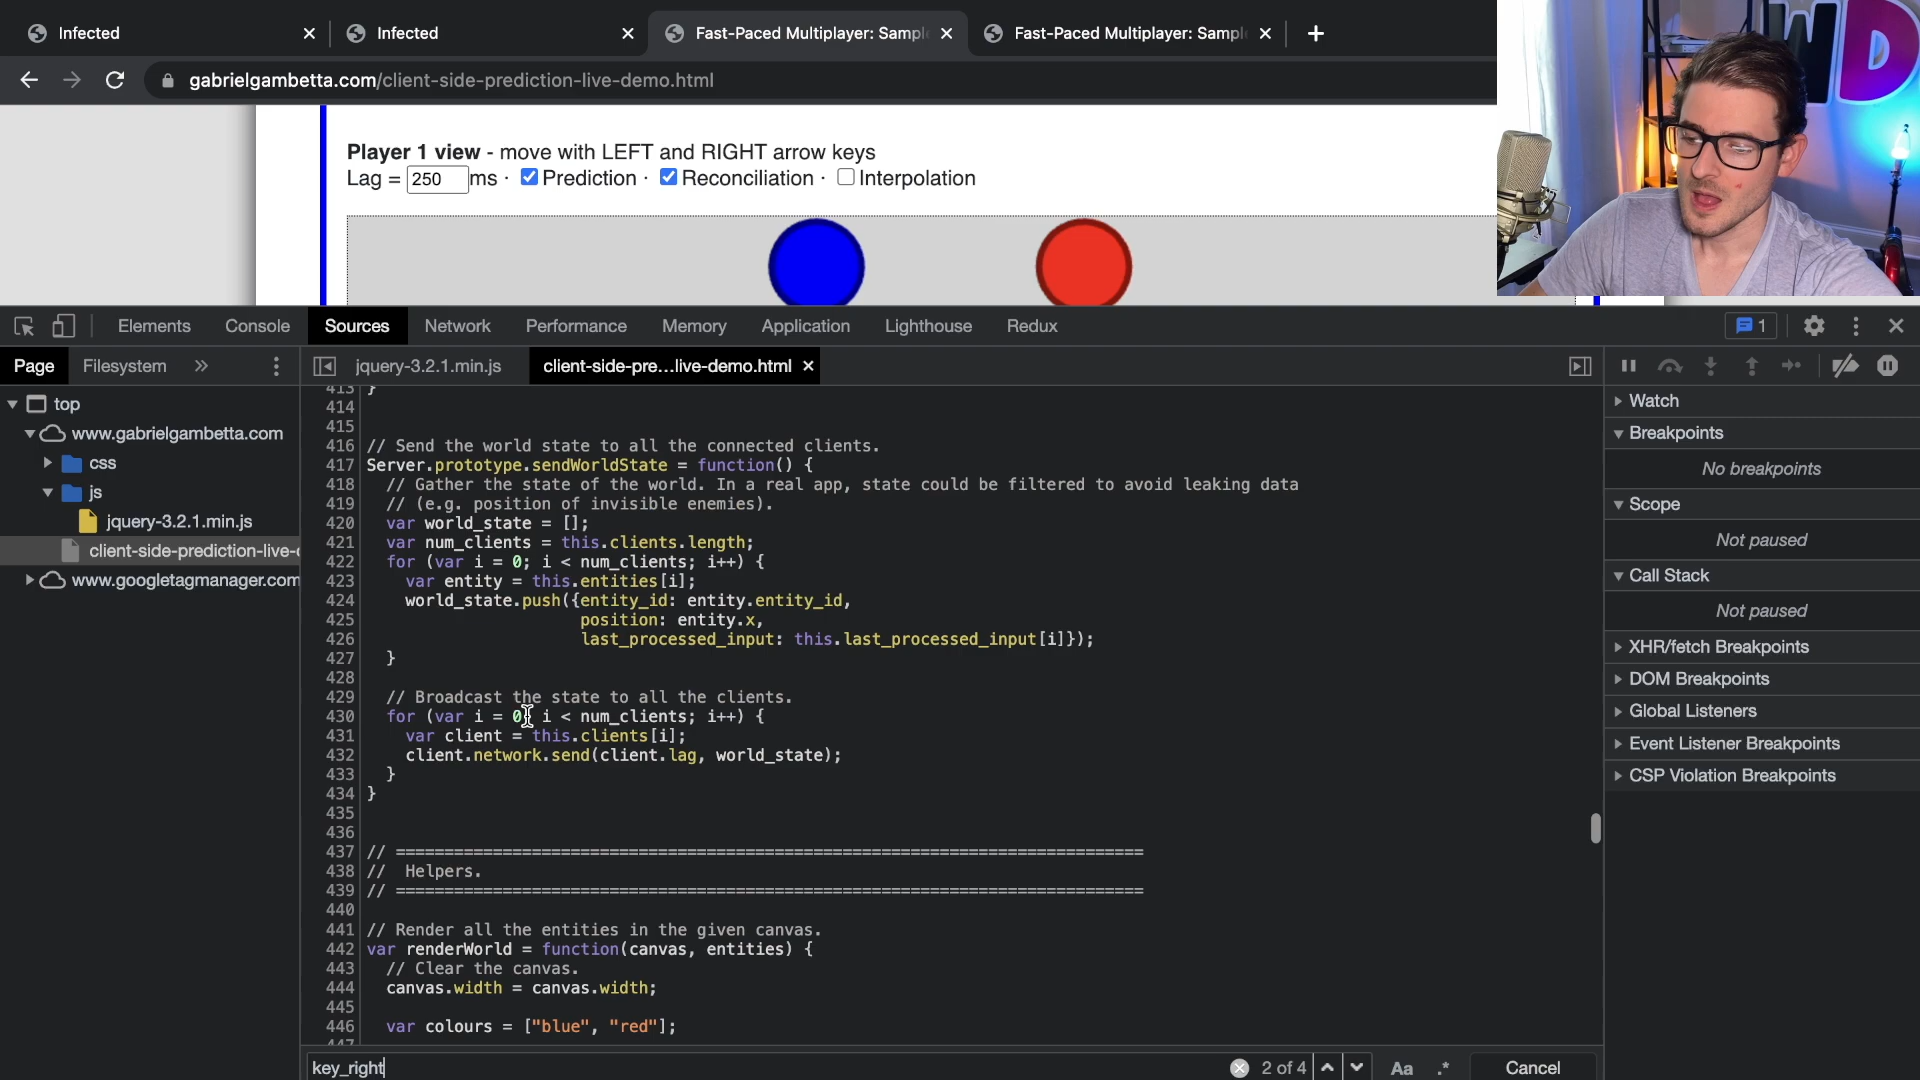 Infected
Infected
Fast-Paced Multiplayer: Sampl
Fast-Paced Multiplayer: Sampl
gabrielgambetta.com/client-side-prediction-live-demo.html
WD
Player 1 view - move with LEFT and RIGHT arrow keys
Lag = 250 ms · Prediction · Reconciliation · Interpolation
Elements Console Sources Network Performance Memory Application Lighthouse Redux 1
Page Filesystem » jquery-3.2.1.min.js client-side-pre...live-demo.html
top
www.gabrielgambetta.com
css
js
jquery-3.2.1.min.js
client-side-prediction-live-
www.googletagmanager.com
413 }
414
415
416 // Send the world state to all the connected clients.
417 Server.prototype.sendWorldState = function() {
418 // Gather the state of the world. In a real app, state could be filtered to avoid leaking data
419 // (e.g. position of invisible enemies).
420 var world_state = [];
421 var num_clients = this.clients.length;
422 for (var i = 0; i < num_clients; i++) {
423 var entity = this.entities[i];
424 world_state.push({entity_id: entity.entity_id,
425 position: entity.x,
426 last_processed_input: this.last_processed_input[i]});
427 }
428
429 // Broadcast the state to all the clients.
430 for (var i = 0; i < num_clients; i++) {
431 var client = this.clients[i];
432 client.network.send(client.lag, world_state);
433 }
434 }
435
436
437 // ============================================================================
438 // Helpers.
439 // ============================================================================
440
441 // Render all the entities in the given canvas.
442 var renderWorld = function(canvas, entities) {
443 // Clear the canvas.
444 canvas.width = canvas.width;
445
446 var colours = ["blue", "red"];
447
key_right 2 of 4 Aa .* Cancel
Watch
Breakpoints
No breakpoints
Scope
Not paused
Call Stack
Not paused
XHR/fetch Breakpoints
DOM Breakpoints
Global Listeners
Event Listener Breakpoints
CSP Violation Breakpoints